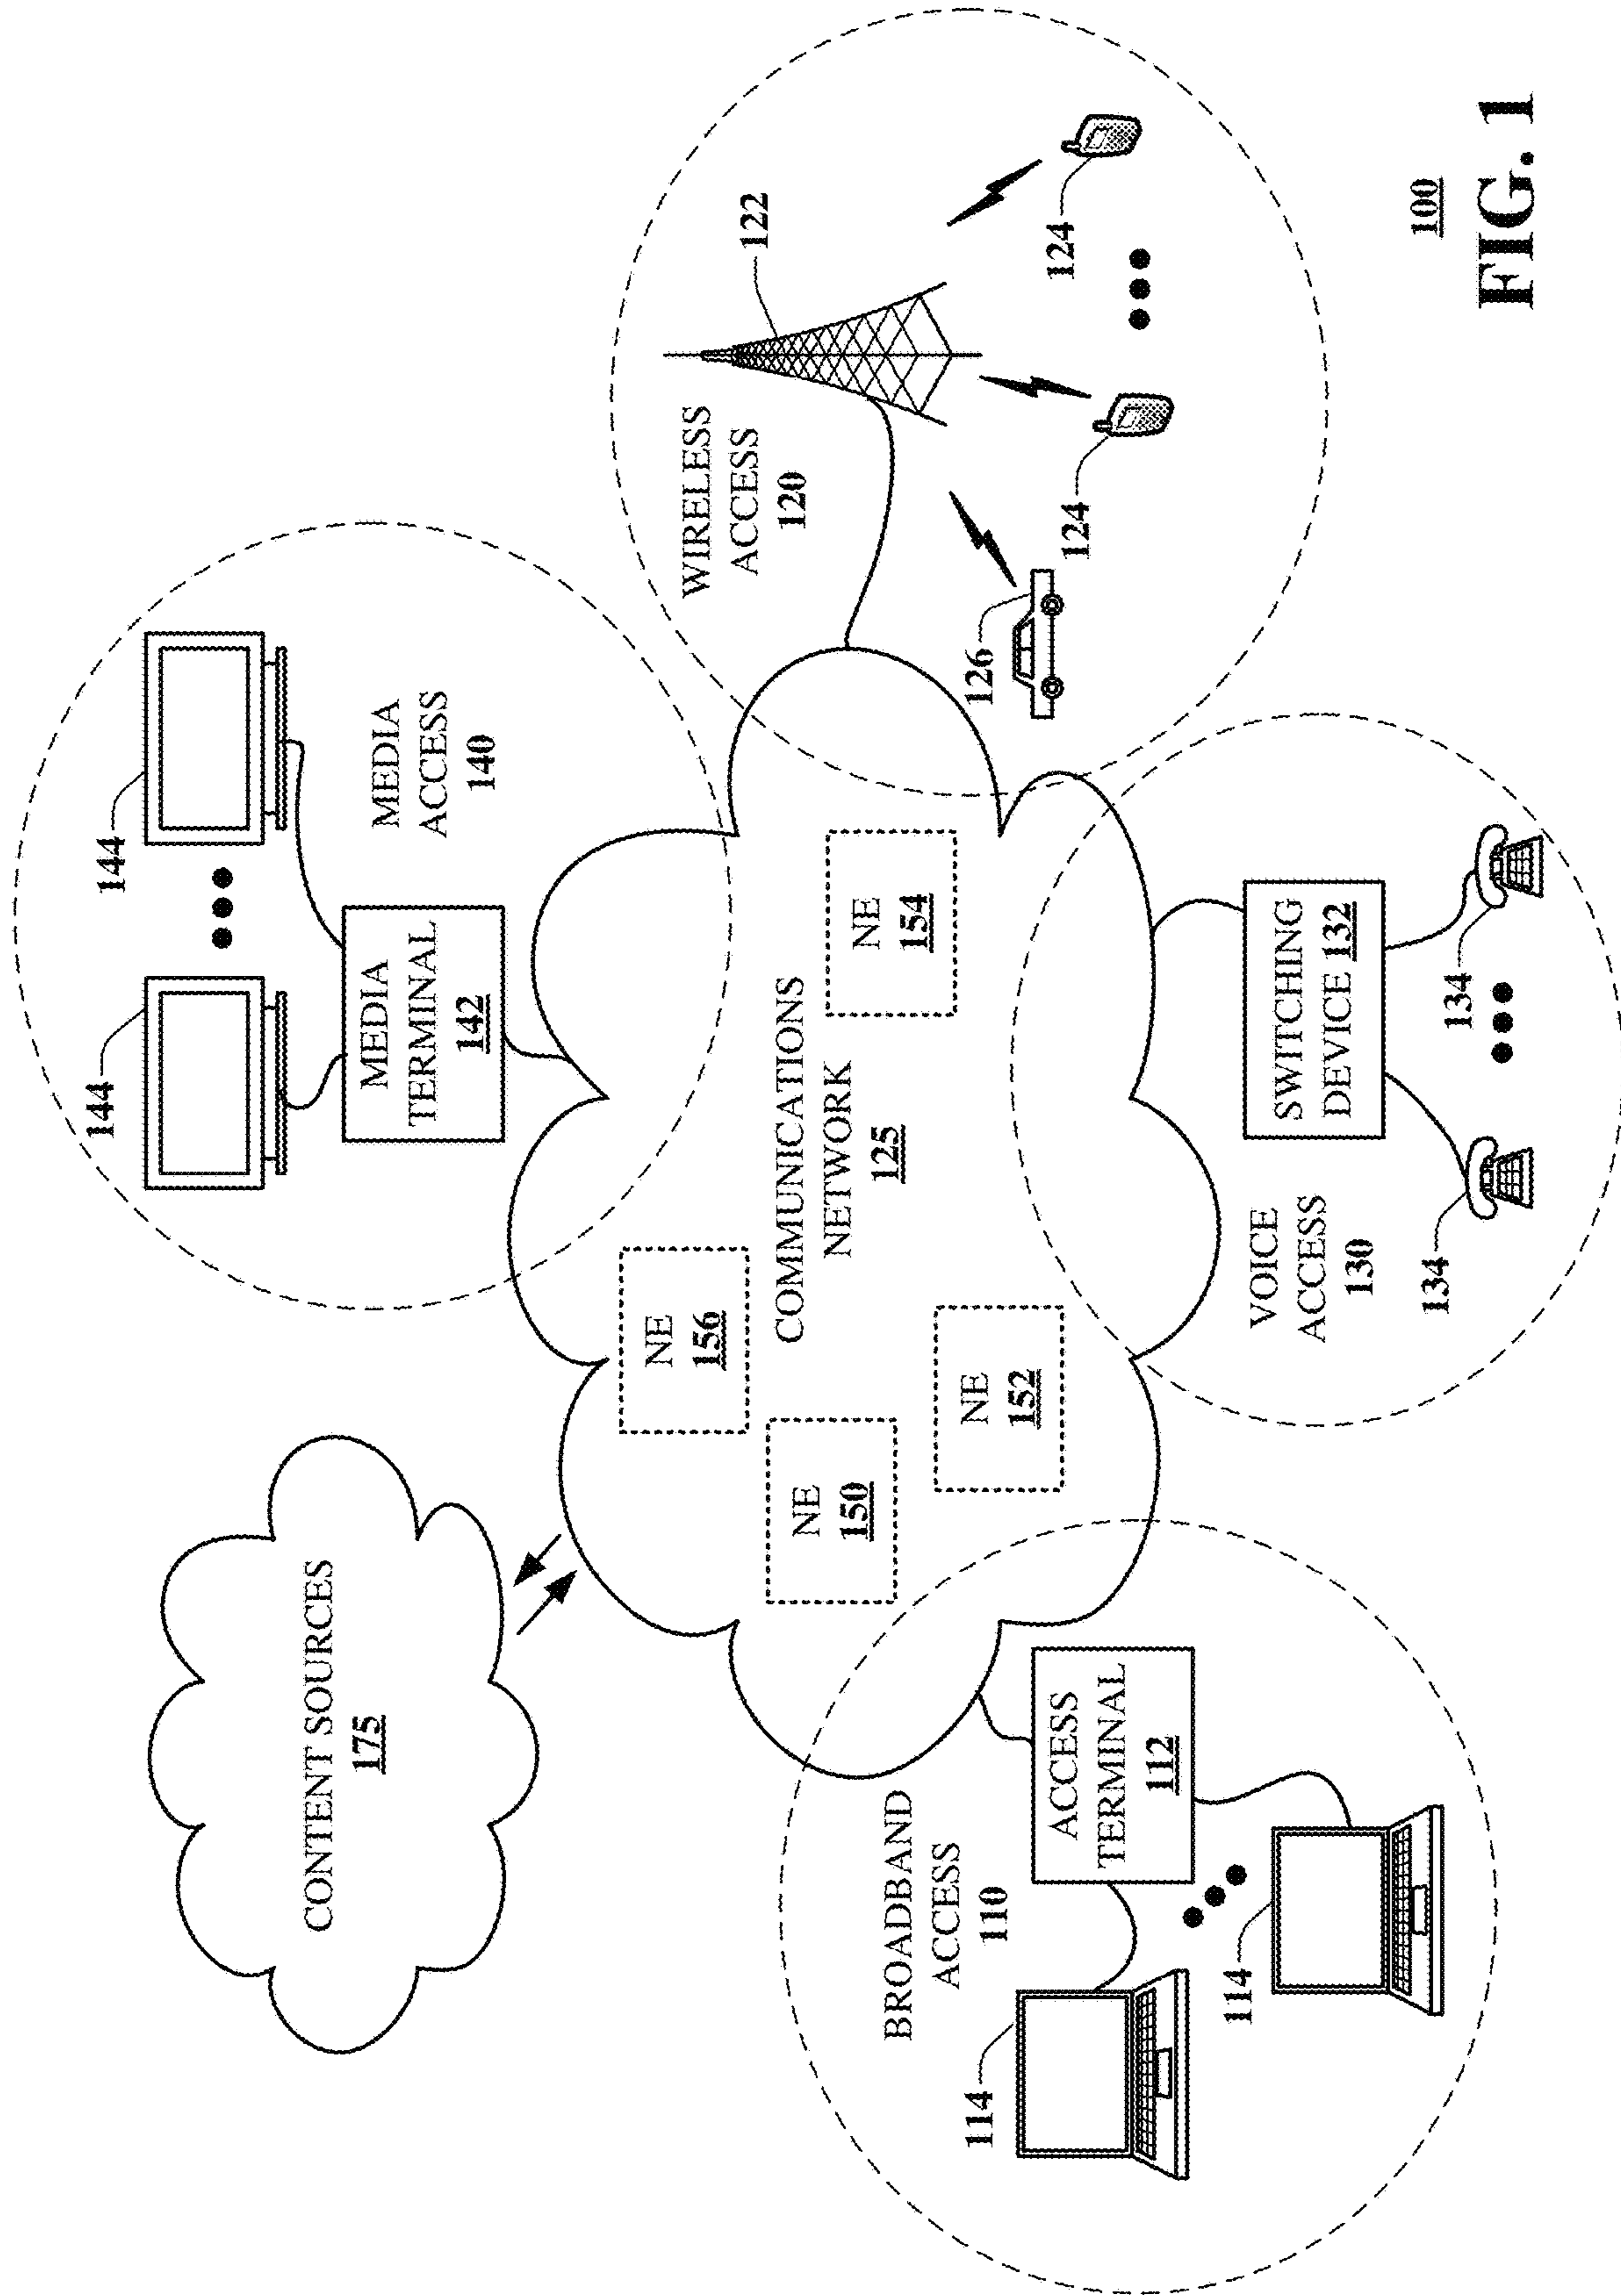 CONTENT SOURCES
175
144
144
MEDIA
TERMINAL
142
MEDIA
ACCESS
140
NE
156
NE
150
NE
152
COMMUNICATIONS
NETWORK
125
NE
154
WIRELESS
ACCESS
120
122
124
124
126
BROADBAND
ACCESS
110
ACCESS
TERMINAL
112
114
114
VOICE
ACCESS
130
SWITCHING
DEVICE 132
134
134
100
FIG. 1